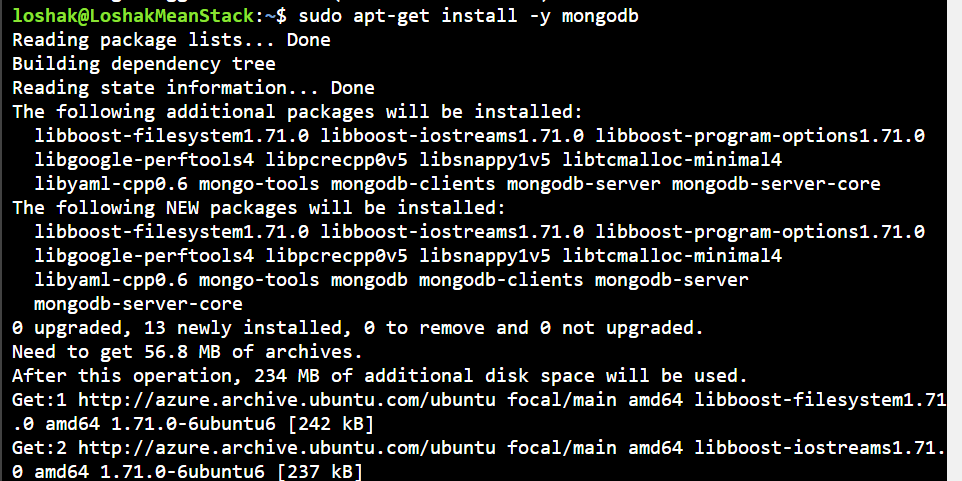 loshak@LoshakMeanStack:~$ sudo apt-get install -y mongodb
Reading package lists... Done
Building dependency tree
Reading state information... Done
The following additional packages will be installed:
  libboost-filesystem1.71.0 libboost-iostreams1.71.0 libboost-program-options1.71.0
  libgoogle-perftools4 libpcrecpp0v5 libsnappy1v5 libtcmalloc-minimal4
  libyaml-cpp0.6 mongo-tools mongodb-clients mongodb-server mongodb-server-core
The following NEW packages will be installed:
  libboost-filesystem1.71.0 libboost-iostreams1.71.0 libboost-program-options1.71.0
  libgoogle-perftools4 libpcrecpp0v5 libsnappy1v5 libtcmalloc-minimal4
  libyaml-cpp0.6 mongo-tools mongodb mongodb-clients mongodb-server
  mongodb-server-core
0 upgraded, 13 newly installed, 0 to remove and 0 not upgraded.
Need to get 56.8 MB of archives.
After this operation, 234 MB of additional disk space will be used.
Get:1 http://azure.archive.ubuntu.com/ubuntu focal/main amd64 libboost-filesystem1.71
.0 amd64 1.71.0-6ubuntu6 [242 kB]
Get:2 http://azure.archive.ubuntu.com/ubuntu focal/main amd64 libboost-iostreams1.71.
0 amd64 1.71.0-6ubuntu6 [237 kB]